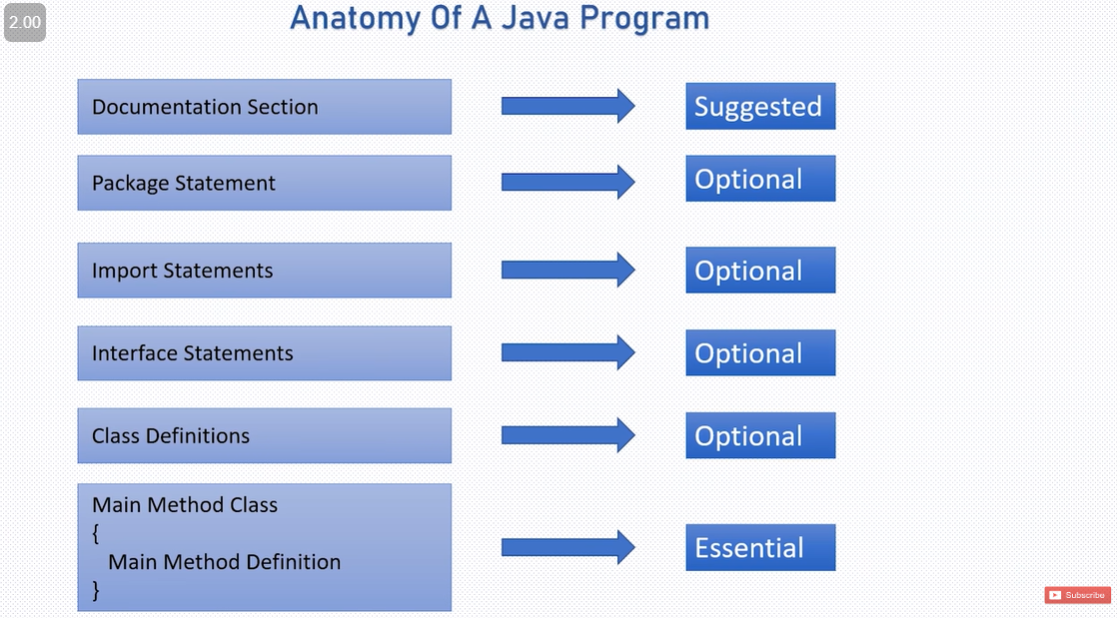 2.00
Anatomy Of A Java Program
Documentation Section
Suggested
Package Statement
Optional
Import Statements
Optional
Interface Statements
Optional
Class Definitions
Optional
Main Method Class
{
Main Method Definition
}
Essential
Subscribe